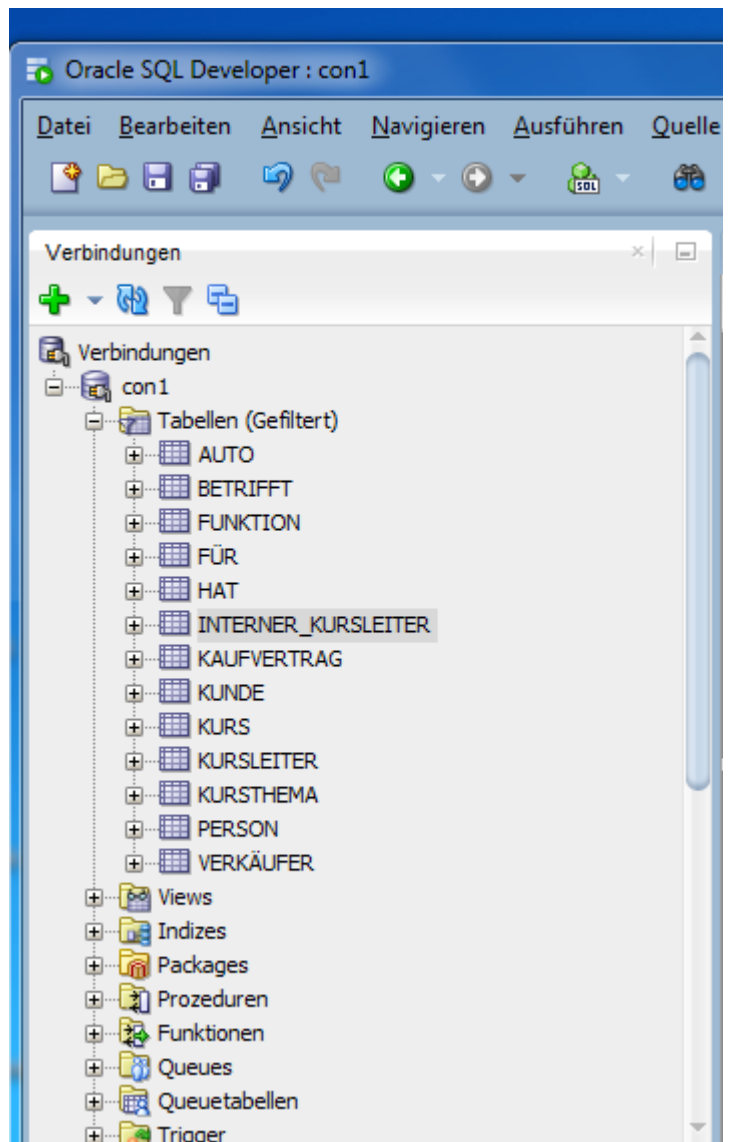 Oracle SQL Developer : con1
Datei Bearbeiten Ansicht Navigieren Ausführen Quelle
SQL
Verbindungen
Verbindungen
con1
Tabellen (Gefiltert)
AUTO
BETRIFFT
FUNKTION
FÜR
HAT
INTERNER_KURSLEITER
KAUFVERTRAG
KUNDE
KURS
KURSLEITER
KURSTHEMA
PERSON
VERKÄUFER
Views
Indizes
Packages
Prozeduren
Funktionen
Queues
Queuetabellen
Trigger